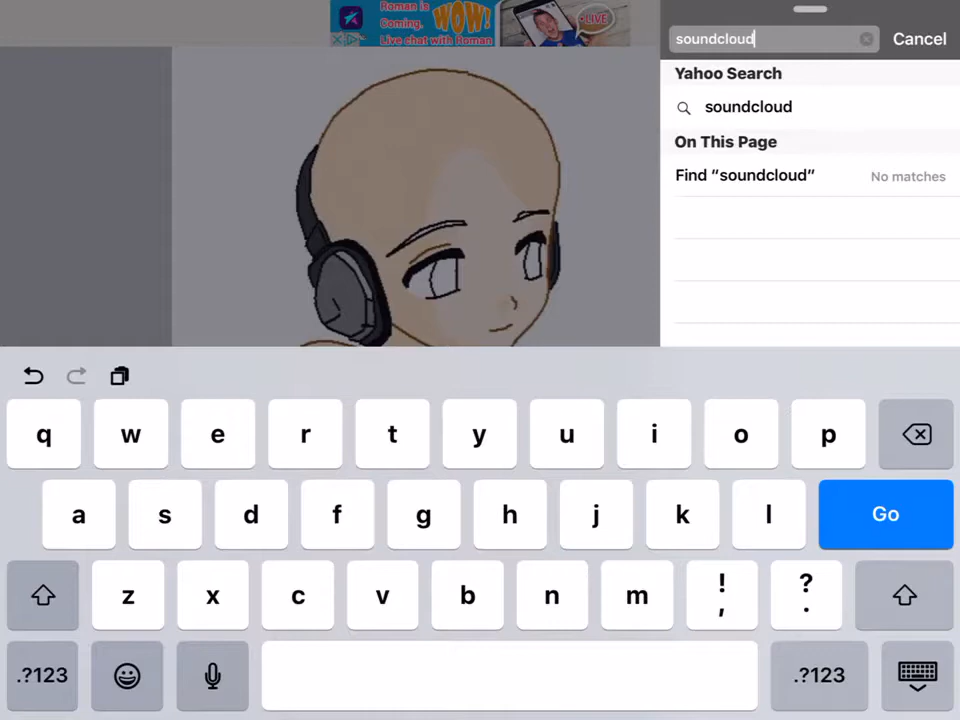 Roman is
Coming.
Live chat with Roman
WOW!
LIVE
soundcloud
Cancel
Yahoo Search
soundcloud
On This Page
Find “soundcloud”
No matches
q w e r t y u i o p
a s d f g h j k l Go
z x c v b n m ! , ? .
.?123 .?123